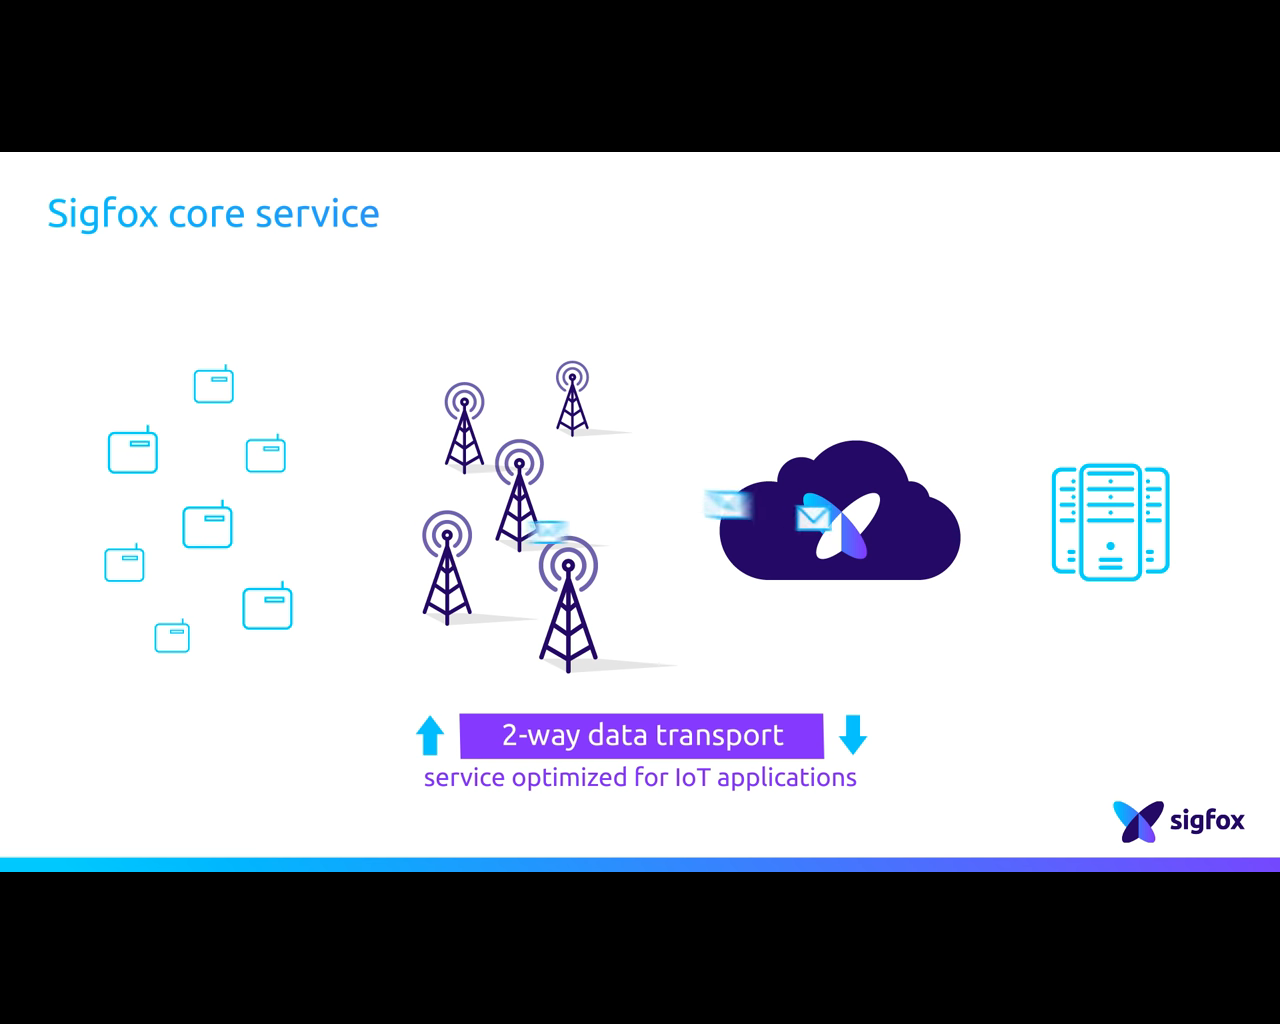 Sigfox core service
2-way data transport
service optimized for IoT applications
sigfox